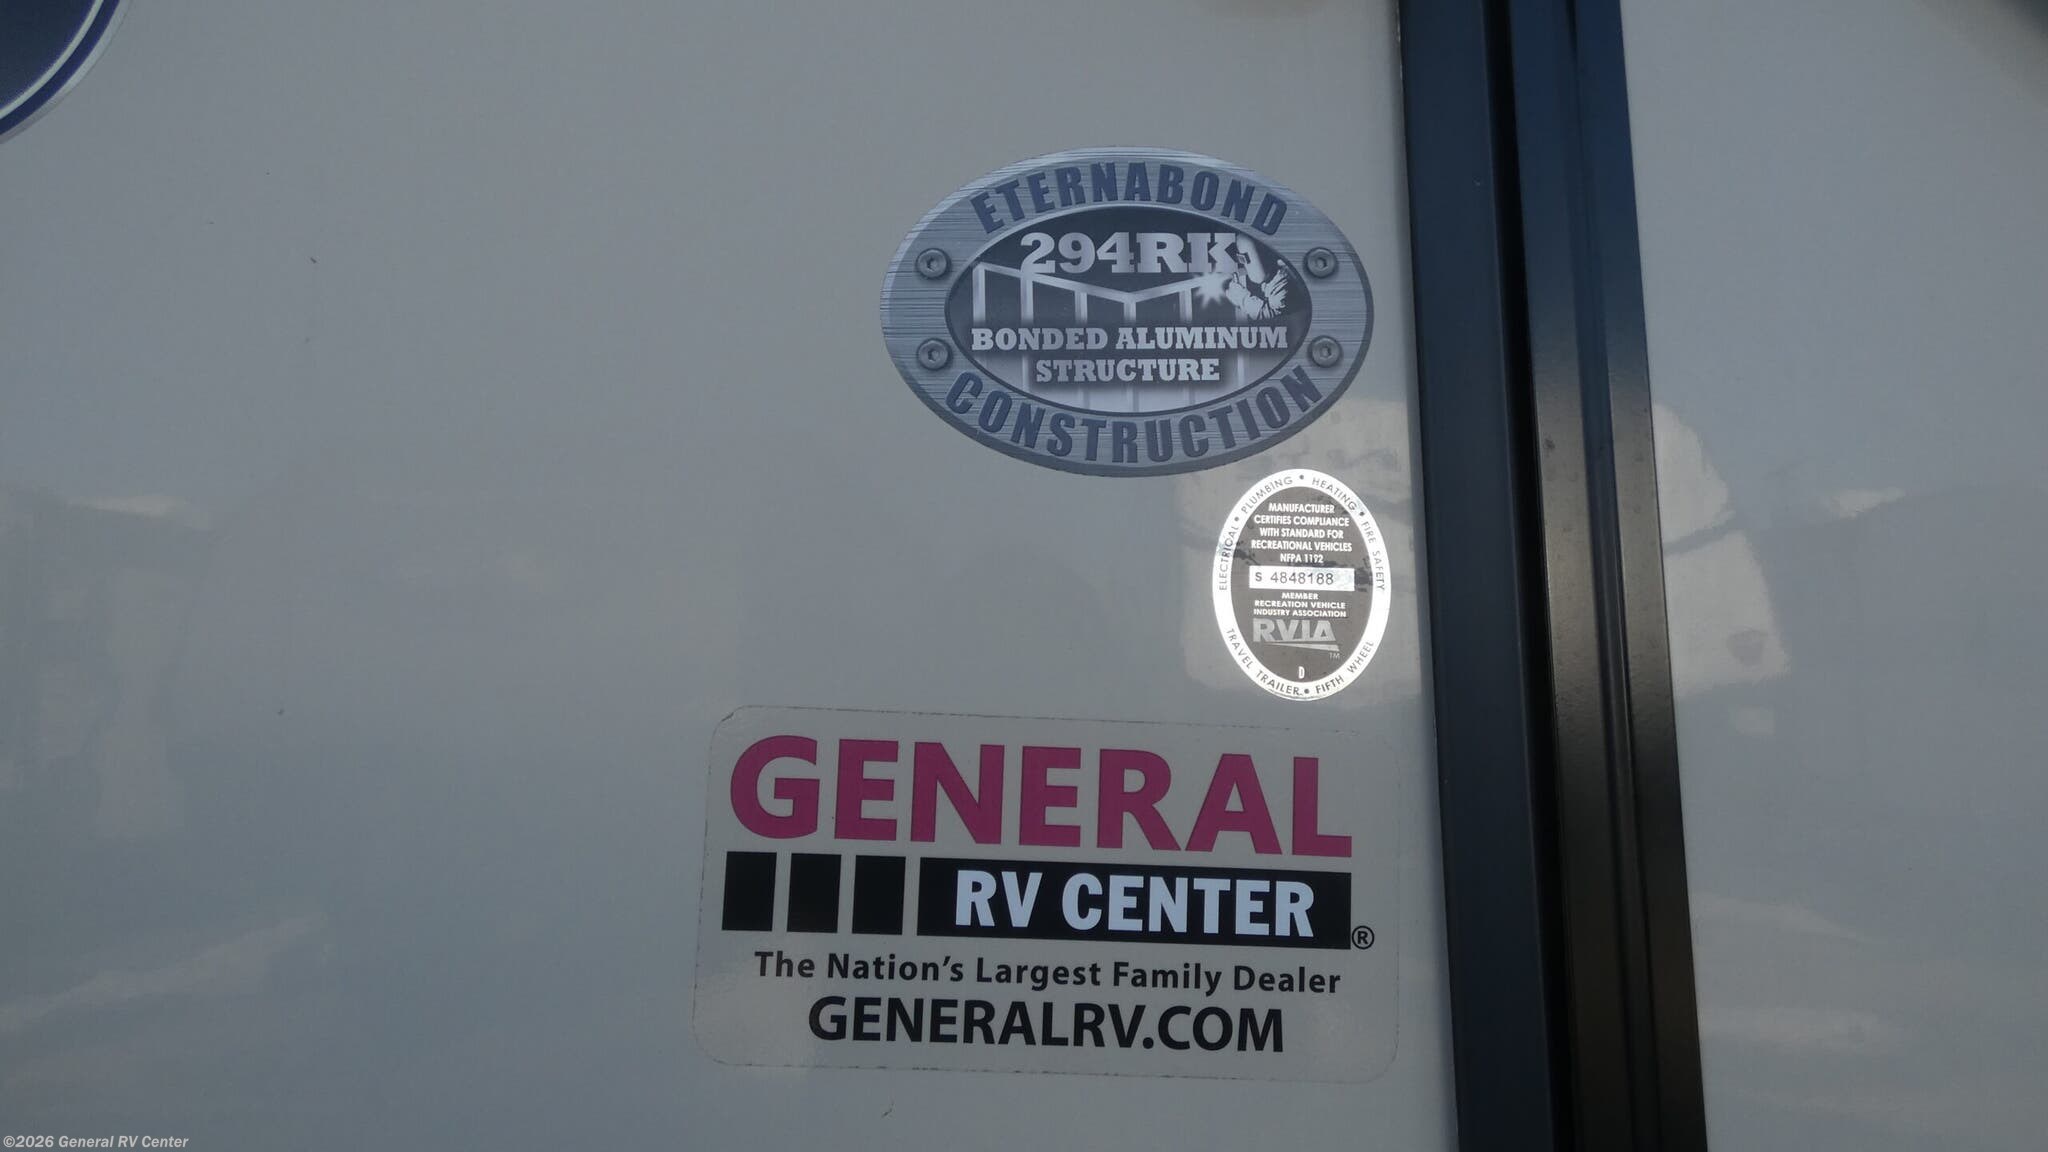 ETERNABOND
294RK
BONDED ALUMINUM
STRUCTURE
CONSTRUCTION
ELECTRICAL • PLUMBING • HEATING • FIRE SAFETY
MANUFACTURER
CERTIFIES COMPLIANCE
WITH STANDARD FOR
RECREATIONAL VEHICLES
NFPA 1192
S 4848188
MEMBER
RECREATION VEHICLE
INDUSTRY ASSOCIATION
RVIA
TM
D
TRAVEL TRAILER • FIFTH WHEEL
GENERAL
RV CENTER®
The Nation's Largest Family Dealer
GENERALRV.COM
©2026 General RV Center